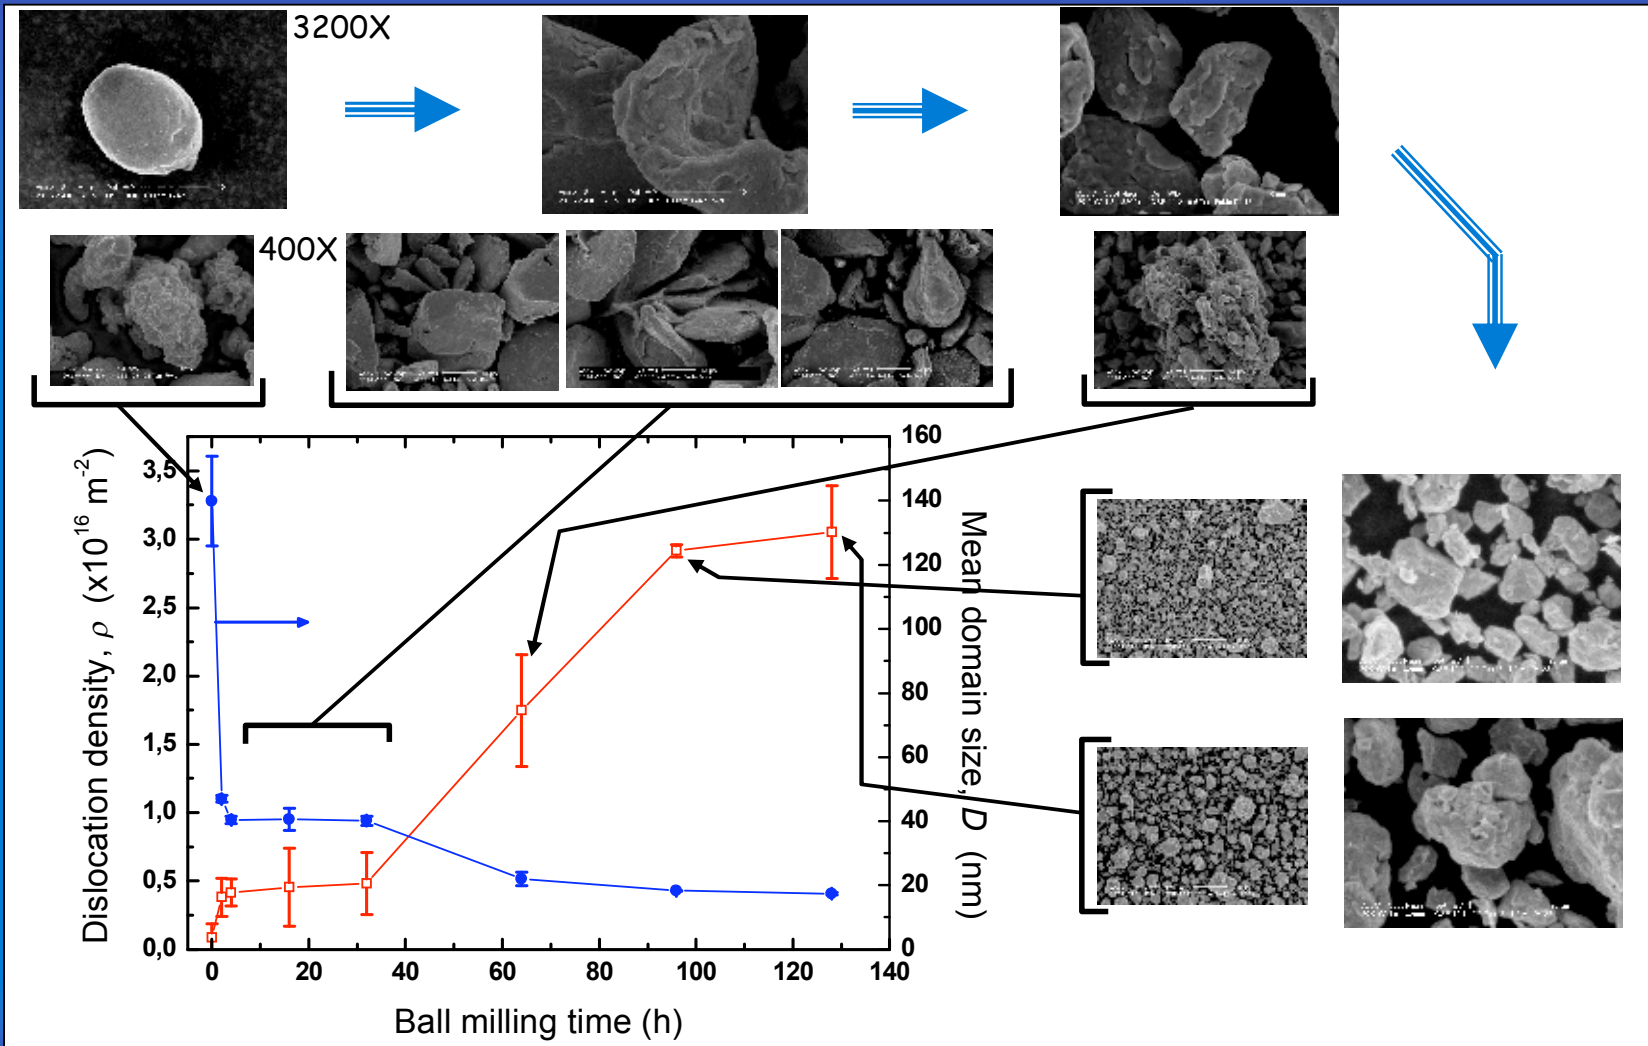 3200X
400X
Dislocation density, ρ (x10¹⁶ m⁻²)
3,5
3,0
2,5
2,0
1,5
1,0
0,5
0,0
160
140
120
100
80
60
40
20
0
Mean domain size, D (nm)
0 20 40 60 80 100 120 140
Ball milling time (h)